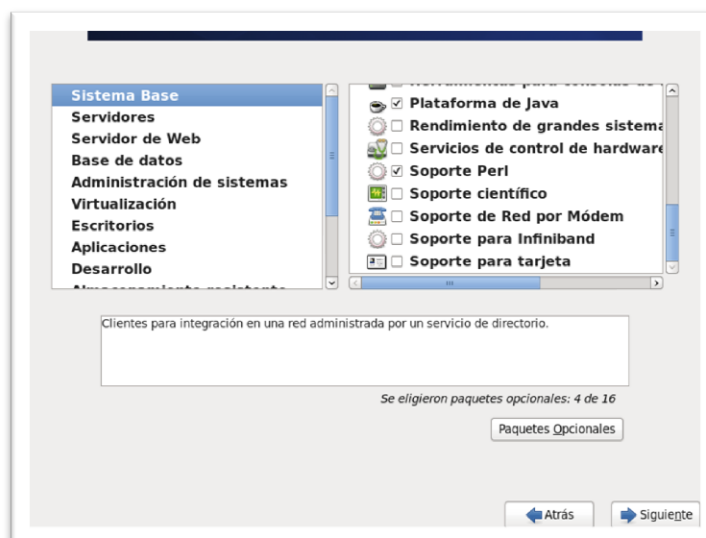 Sistema Base
Servidores
Servidor de Web
Base de datos
Administración de sistemas
Virtualización
Escritorios
Aplicaciones
Desarrollo
Plataforma de Java
Rendimiento de grandes sistema
Servicios de control de hardware
Soporte Perl
Soporte científico
Soporte de Red por Módem
Soporte para Infiniband
Soporte para tarjeta
Clientes para integración en una red administrada por un servicio de directorio.
Se eligieron paquetes opcionales: 4 de 16
Paquetes Opcionales
Atrás
Siguiente